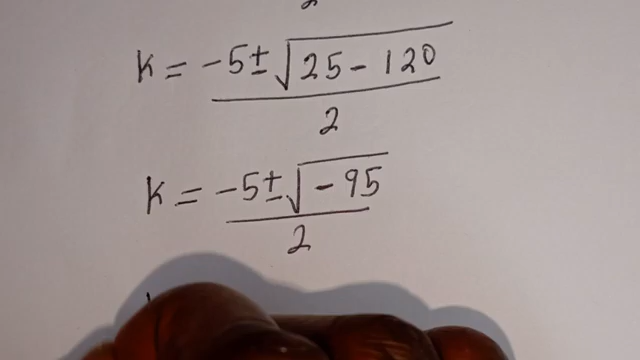 K = -5 ± √25 - 120
2
K = -5 ± √-95
2